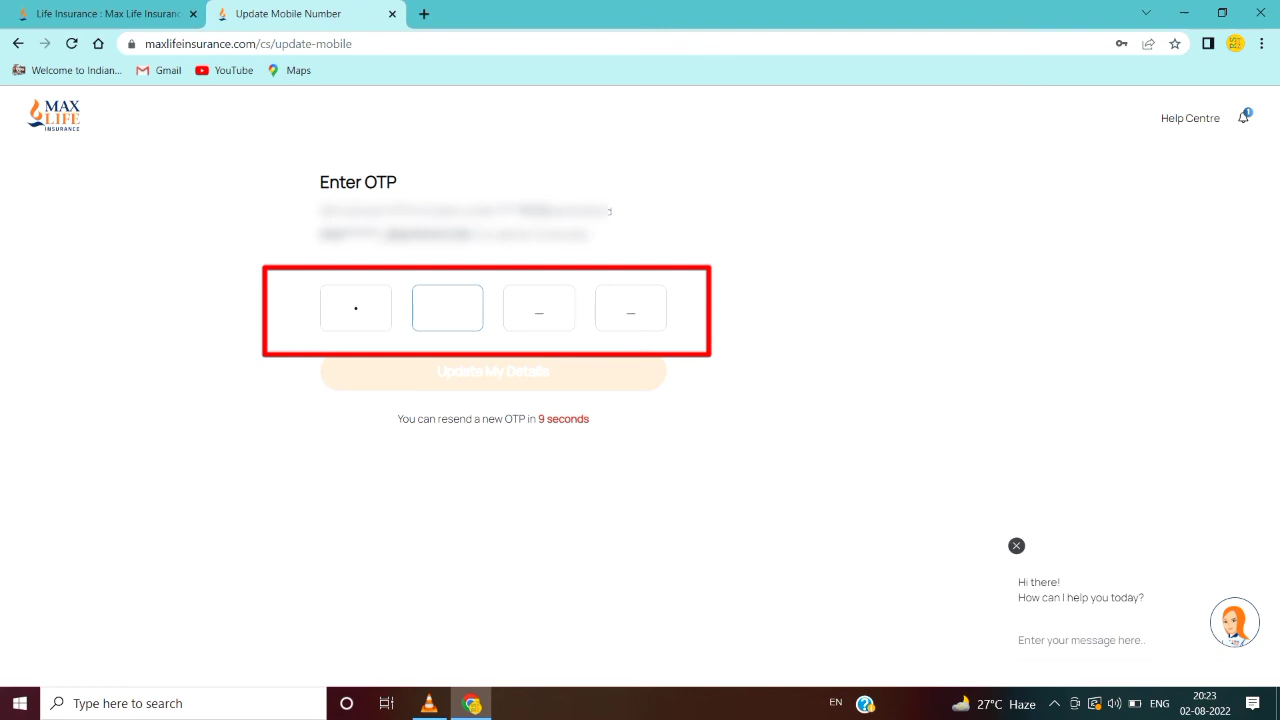 Life Insurance : Max Life Insuranc
Update Mobile Number
maxlifeinsurance.com/cs/update-mobile
Welcome to Indian...
Gmail
YouTube
Maps
MAX
LIFE
INSURANCE
Help Centre
1
Enter OTP
Update My Details
You can resend a new OTP in 9 seconds
Hi there!
How can I help you today?
Enter your message here..
Type here to search
EN
27°C Haze
ENG
20:23
02-08-2022